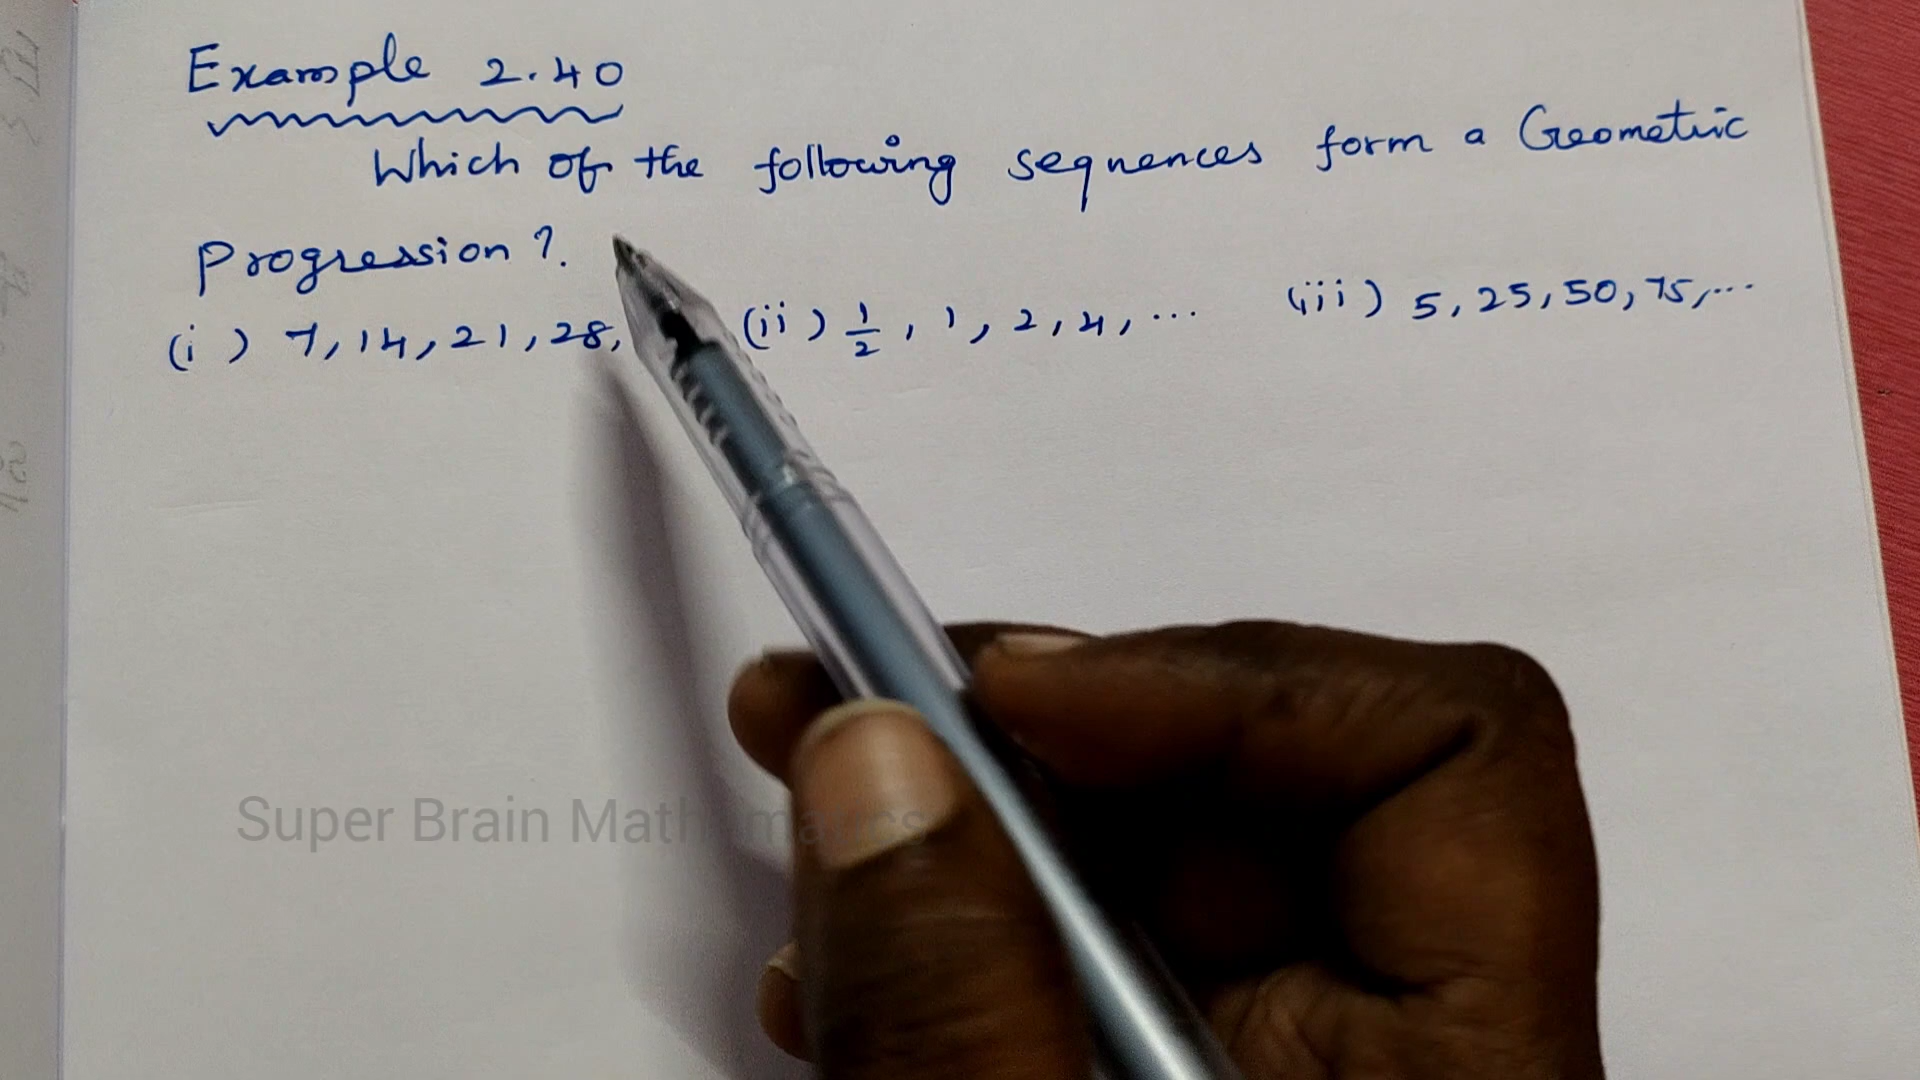 Example 2.40
Which of the following sequences form a Geometric
Progression?.
(i) 7, 14, 21, 28, (ii) 1/2, 1, 2, 4, ... (iii) 5, 25, 50, 75, ...
Super Brain Mathematics